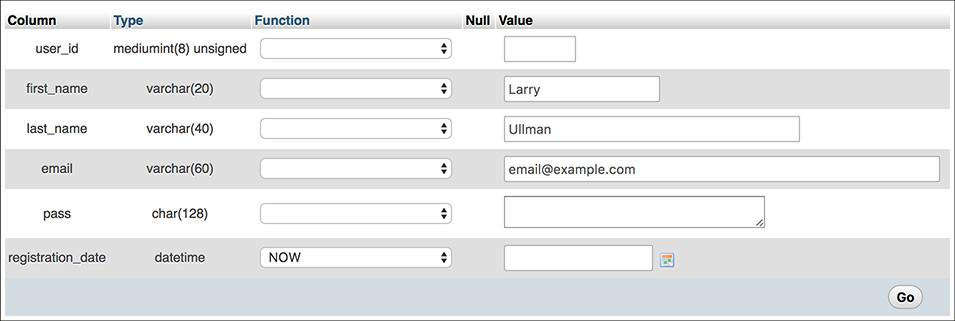 Column Type Function Null Value
user_id mediumint(8) unsigned
first_name varchar(20) Larry
last_name varchar(40) Ullman
email varchar(60) email@example.com
pass char(128)
registration_date datetime NOW
Go